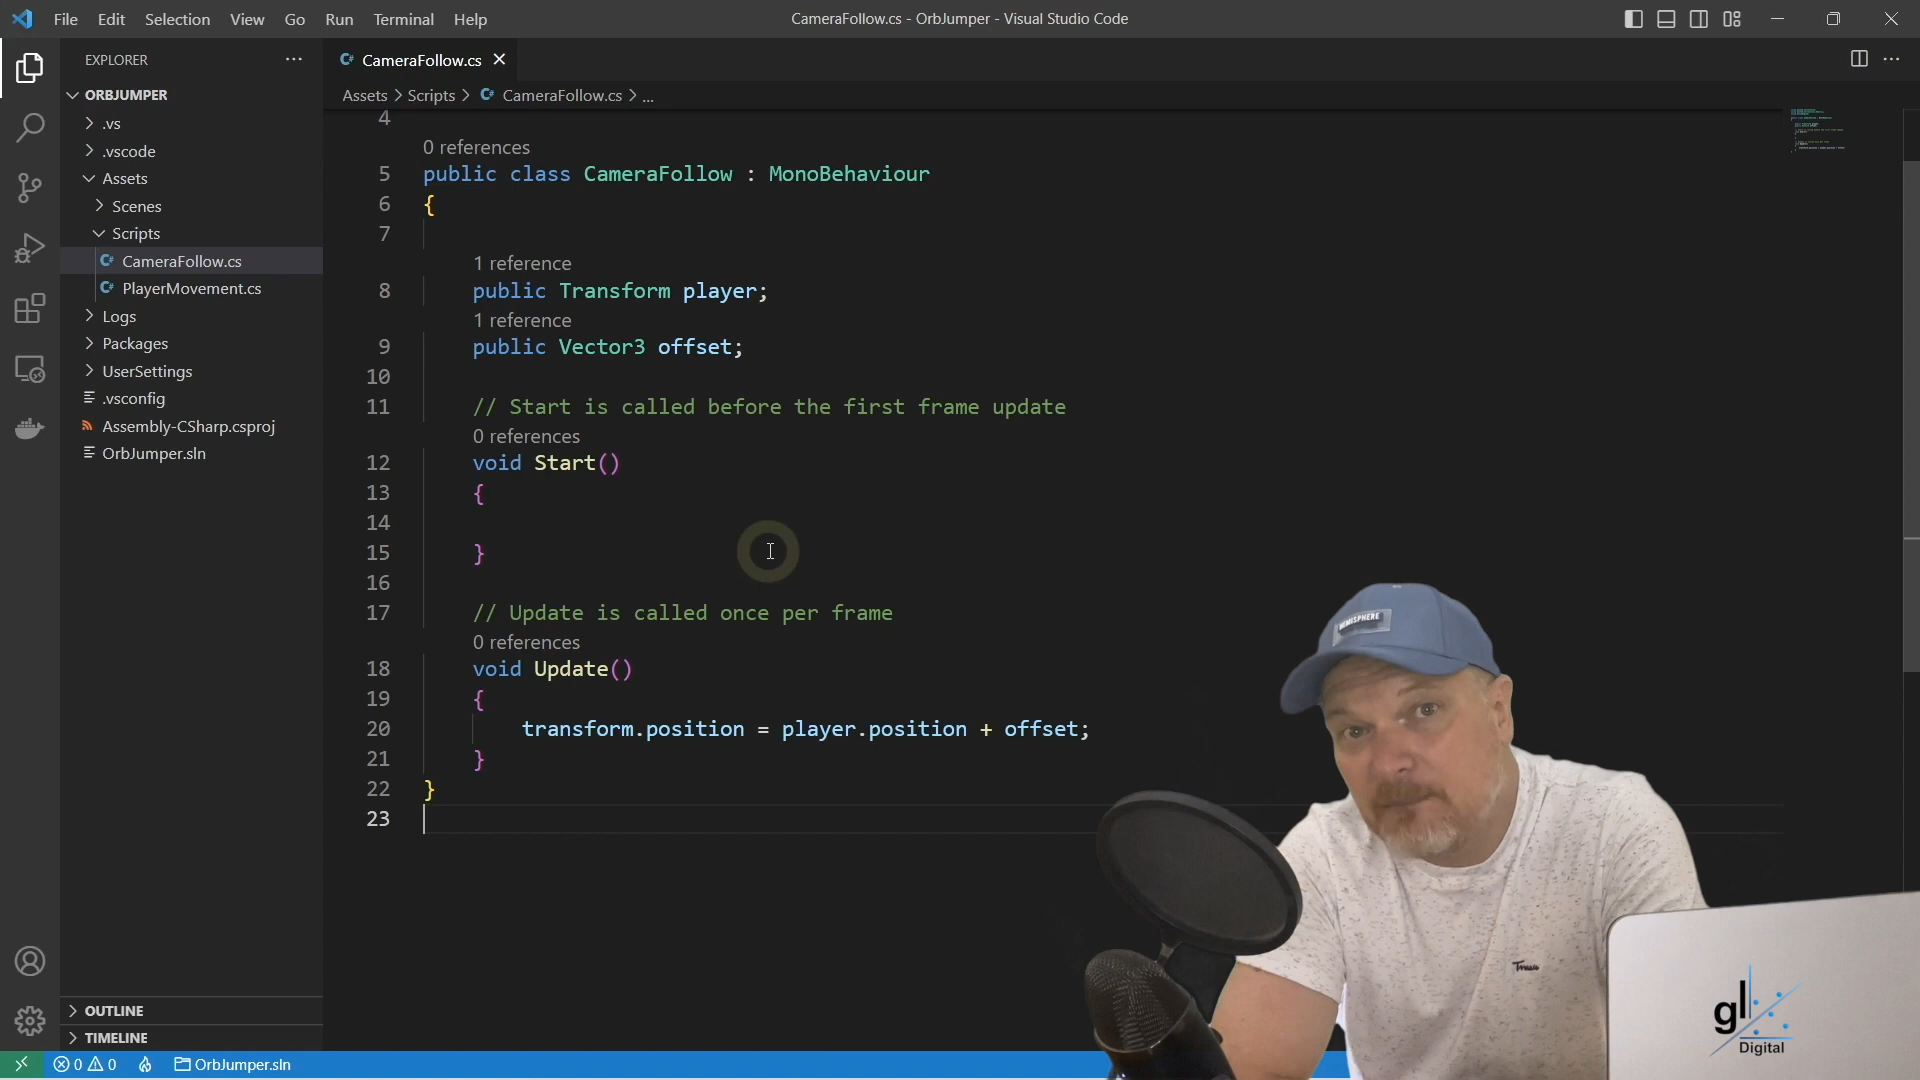 File Edit Selection View Go Run Terminal Help
CameraFollow.cs - OrbJumper - Visual Studio Code
EXPLORER
ORBJUMPER
.vs
.vscode
Assets
Scenes
Scripts
CameraFollow.cs
PlayerMovement.cs
Logs
Packages
UserSettings
.vsconfig
Assembly-CSharp.csproj
OrbJumper.sln
OUTLINE
TIMELINE
CameraFollow.cs
Assets > Scripts > CameraFollow.cs > ...
4
0 references
5 public class CameraFollow : MonoBehaviour
6 {
7
1 reference
8 public Transform player;
1 reference
9 public Vector3 offset;
10
11 // Start is called before the first frame update
0 references
12 void Start()
13 {
14
15 }
16
17 // Update is called once per frame
0 references
18 void Update()
19 {
20 transform.position = player.position + offset;
21 }
22 }
23
HEMISPHERE
gl
Digital
0 0 OrbJumper.sln